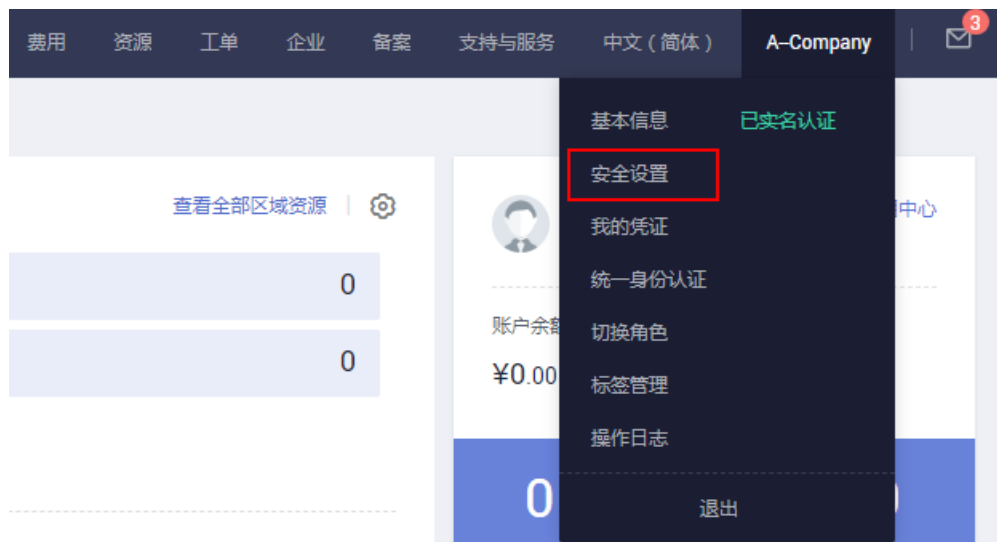 费用 资源 工单 企业 备案 支持与服务 中文（简体） A–Company 3
基本信息 已实名认证
安全设置
查看全部区域资源
中心
我的凭证
0
统一身份认证
账户余额
切换角色
0
¥0.00
标签管理
操作日志
0
退出